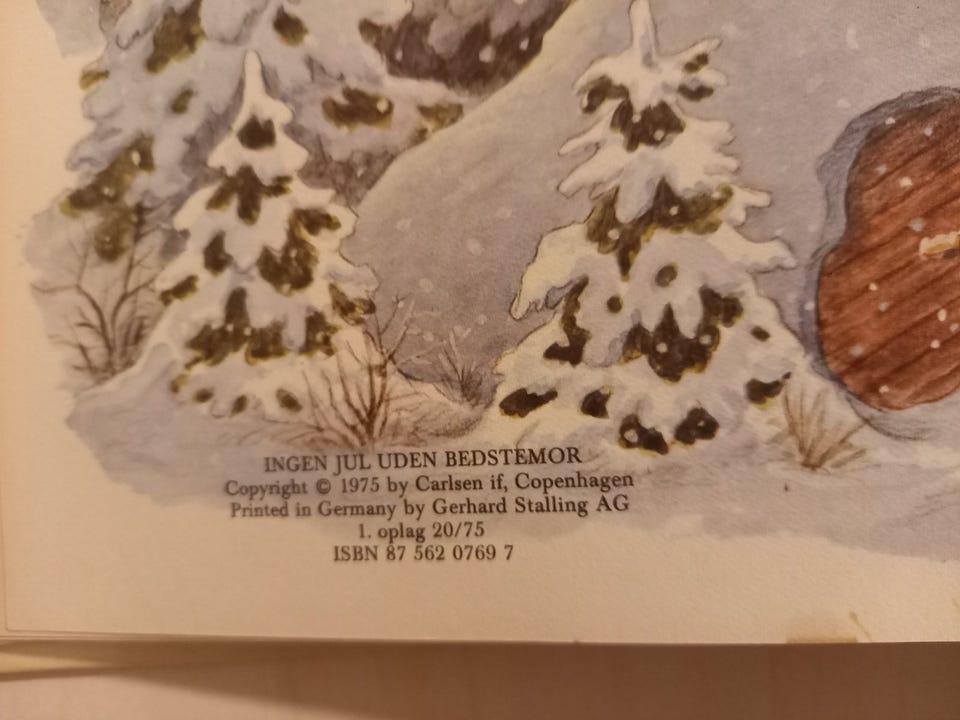 INGEN JUL UDEN BEDSTEMOR
Copyright © 1975 by Carlsen if, Copenhagen
Printed in Germany by Gerhard Stalling AG
1. oplag 20/75
ISBN 87 562 0769 7